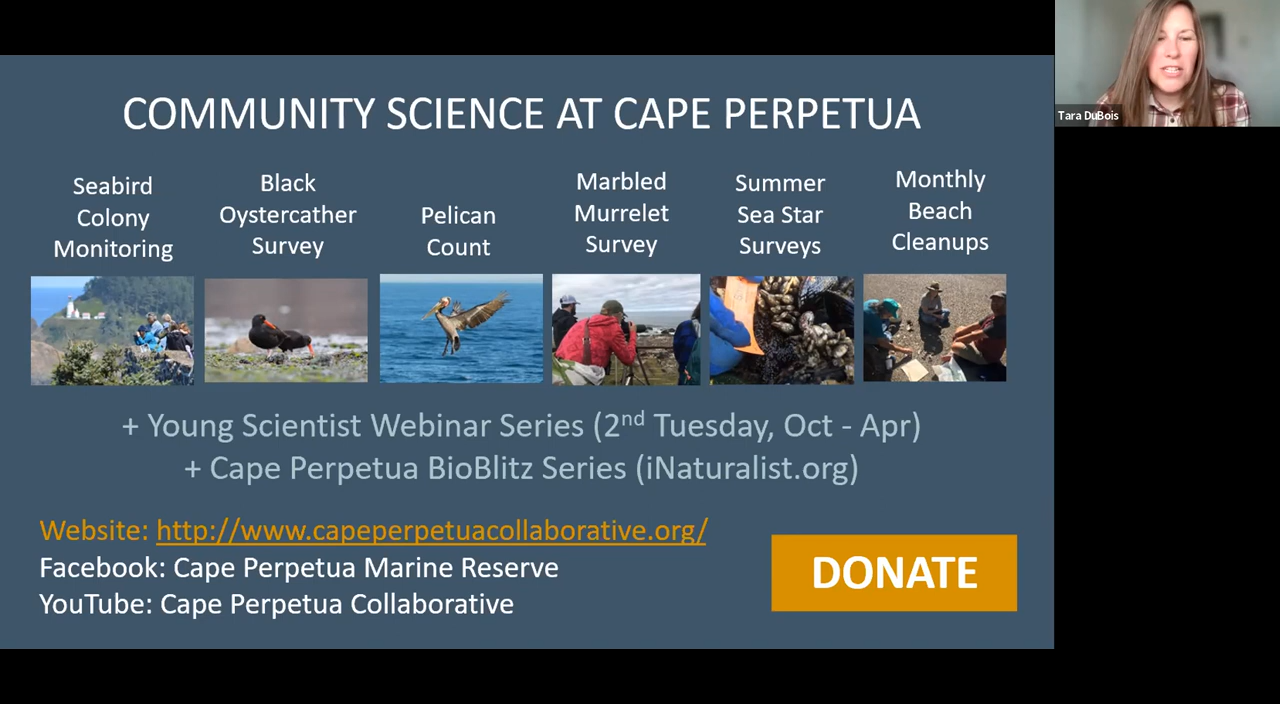 COMMUNITY SCIENCE AT CAPE PERPETUA
Seabird
Colony
Monitoring
Black
Oystercather
Survey
Pelican
Count
Marbled
Murrelet
Survey
Summer
Sea Star
Surveys
Monthly
Beach
Cleanups
+ Young Scientist Webinar Series (2nd Tuesday, Oct - Apr)
+ Cape Perpetua BioBlitz Series (iNaturalist.org)
Website: http://www.capeperpetuacollaborative.org/
Facebook: Cape Perpetua Marine Reserve
YouTube: Cape Perpetua Collaborative
DONATE
Tara DuBois